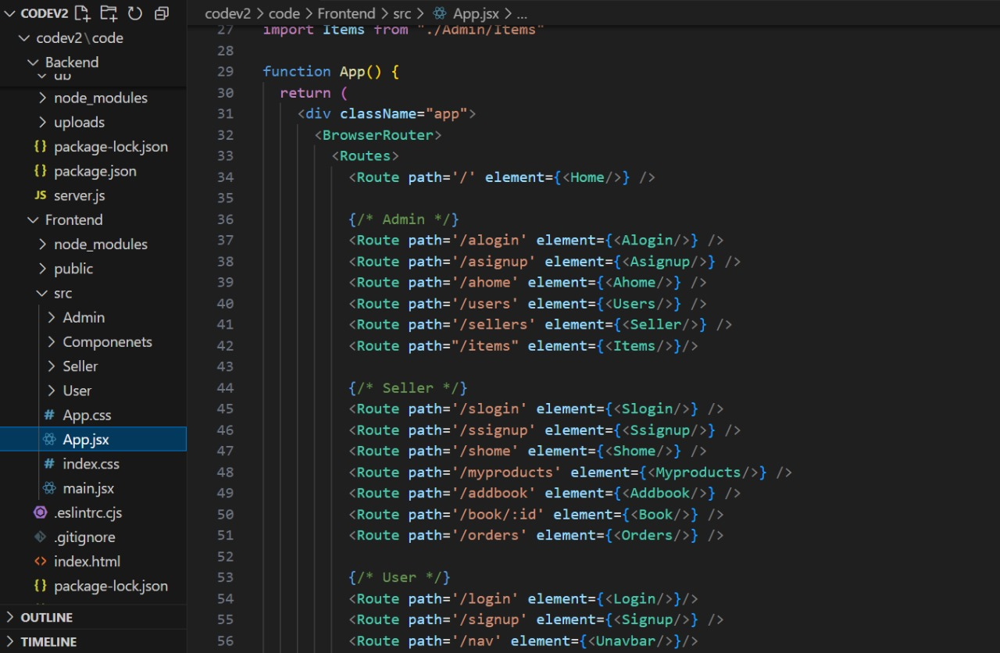 CODEV2
codev2\code
Backend
db
node_modules
uploads
{} package-lock.json
{} package.json
JS server.js
Frontend
node_modules
public
src
Admin
Componenets
Seller
User
# App.css
App.jsx
# index.css
main.jsx
.eslintrc.cjs
.gitignore
<> index.html
{} package-lock.json
OUTLINE
TIMELINE
codev2 > code > Frontend > src > App.jsx > ...
27 import Items from "./Admin/Items"
28
29 function App() {
30 return (
31 <div className="app">
32 <BrowserRouter>
33 <Routes>
34 <Route path='/' element={<Home/>} />
35
36 {/* Admin */}
37 <Route path='/alogin' element={<Alogin/>} />
38 <Route path='/asignup' element={<Asignup/>} />
39 <Route path='/ahome' element={<Ahome/>} />
40 <Route path='/users' element={<Users/>} />
41 <Route path='/sellers' element={<Seller/>} />
42 <Route path="/items" element={<Items/>}/>
43
44 {/* Seller */}
45 <Route path='/slogin' element={<Slogin/>} />
46 <Route path='/ssignup' element={<Ssignup/>} />
47 <Route path='/shome' element={<Shome/>} />
48 <Route path='/myproducts' element={<Myproducts/>} />
49 <Route path='/addbook' element={<Addbook/>} />
50 <Route path='/book/:id' element={<Book/>} />
51 <Route path='/orders' element={<Orders/>} />
52
53 {/* User */}
54 <Route path='/login' element={<Login/>}/>
55 <Route path='/signup' element={<Signup/>} />
56 <Route path='/nav' element={<Unavbar/>}/>